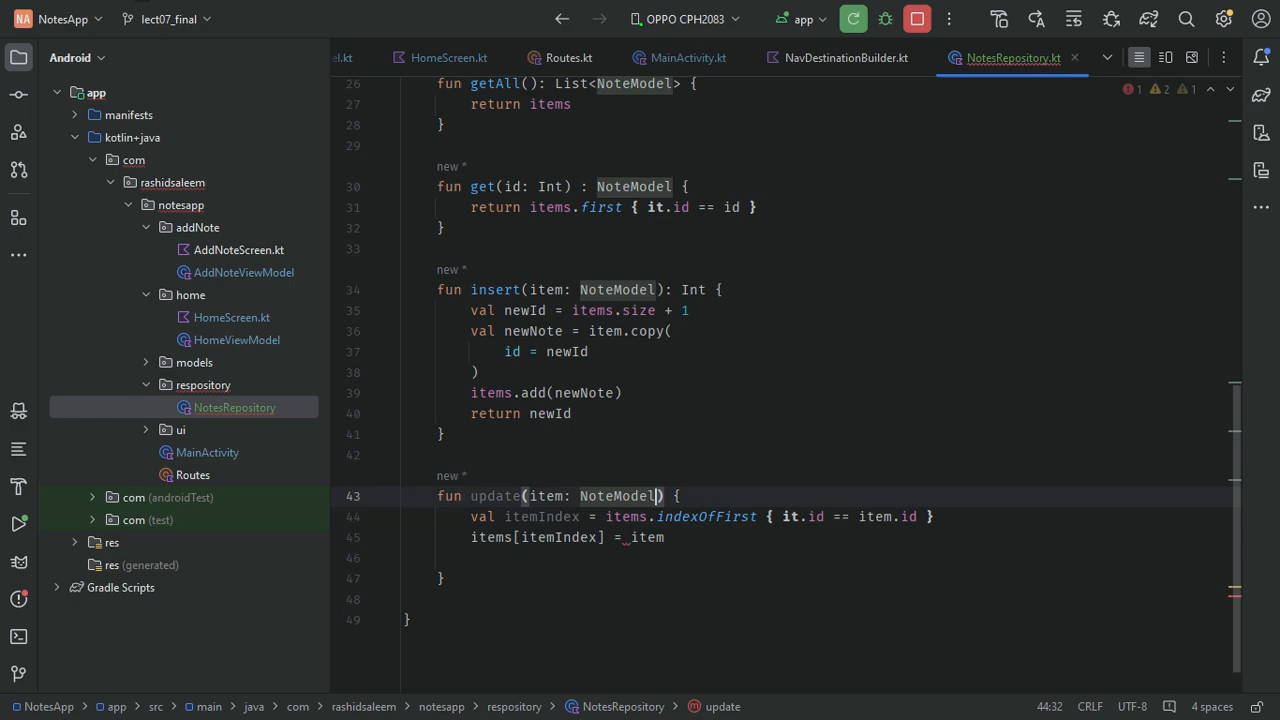 NA NotesApp lect07_final OPPO CPH2083 app
Android
el.kt HomeScreen.kt Routes.kt MainActivity.kt NavDestinationBuilder.kt NotesRepository.kt
app
manifests
kotlin+java
com
rashidsaleem
notesapp
addNote
AddNoteScreen.kt
AddNoteViewModel
home
HomeScreen.kt
HomeViewModel
models
respository
NotesRepository
ui
MainActivity
Routes
com (androidTest)
com (test)
res
res (generated)
Gradle Scripts
1 2 1
26 fun getAll(): List<NoteModel> {
27 return items
28 }
29
new *
30 fun get(id: Int) : NoteModel {
31 return items.first { it.id == id }
32 }
33
new *
34 fun insert(item: NoteModel): Int {
35 val newId = items.size + 1
36 val newNote = item.copy(
37 id = newId
38 )
39 items.add(newNote)
40 return newId
41 }
42
new *
43 fun update(item: NoteModel) {
44 val itemIndex = items.indexOfFirst { it.id == item.id }
45 items[itemIndex] = item
46
47 }
48
49 }
NotesApp app src main java com rashidsaleem notesapp respository NotesRepository update 44:32 CRLF UTF-8 4 spaces